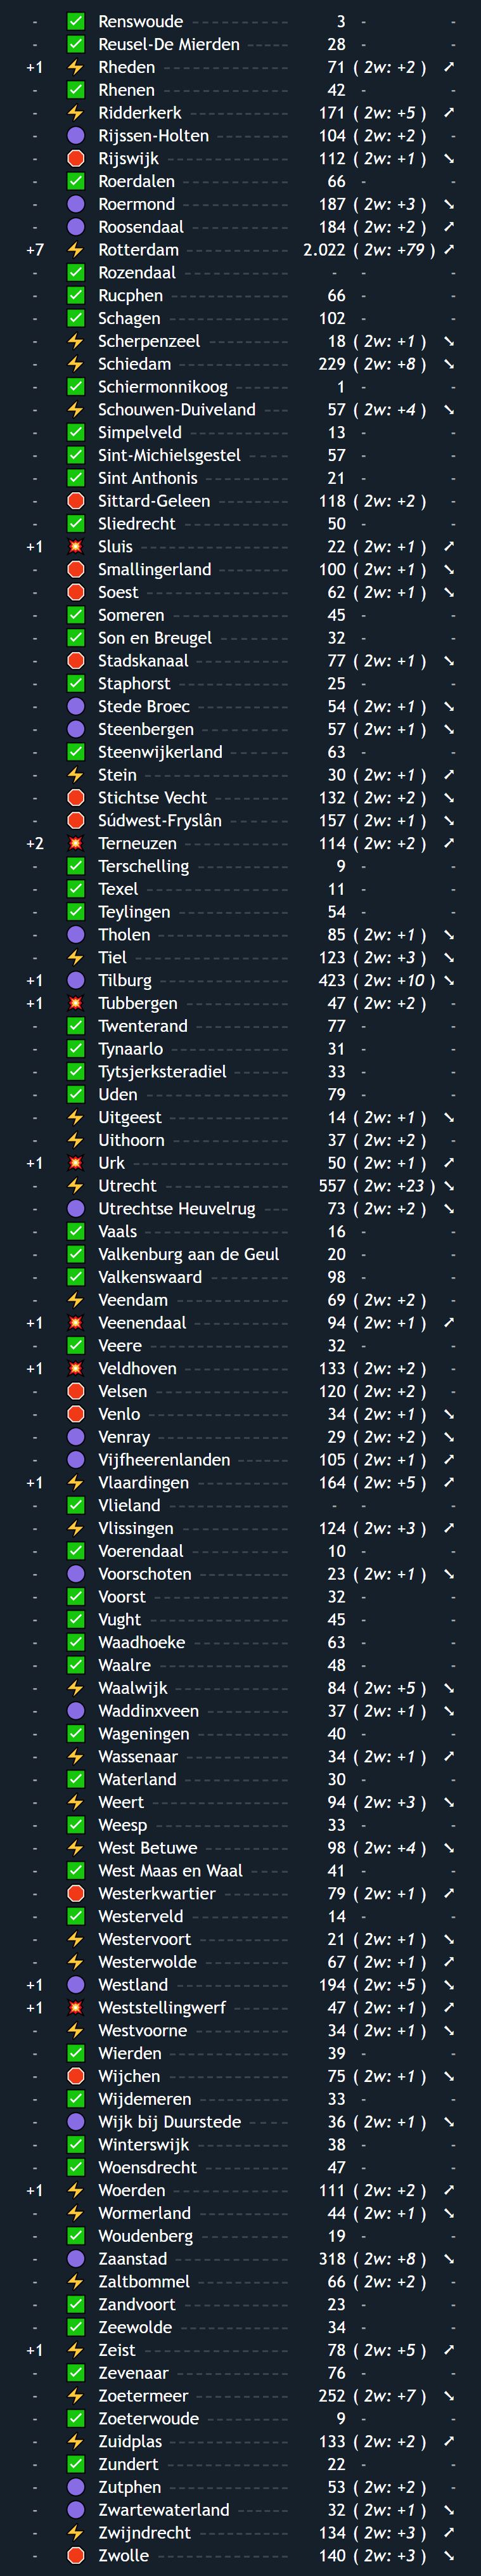 - ✅ Renswoude 3 - -
- ✅ Reusel-De Mierden 28 - -
+1 ⚡ Rheden 71 ( 2w: +2 ) ➚
- ✅ Rhenen 42 - -
- ⚡ Ridderkerk 171 ( 2w: +5 ) ➚
- 🟣 Rijssen-Holten 104 ( 2w: +2 ) -
- 🛑 Rijswijk 112 ( 2w: +1 ) ➘
- ✅ Roerdalen 66 - -
- 🟣 Roermond 187 ( 2w: +3 ) ➘
- 🟣 Roosendaal 184 ( 2w: +2 ) ➚
+7 ⚡ Rotterdam 2.022 ( 2w: +79 ) ➚
- ✅ Rozendaal - - -
- ✅ Rucphen 66 - -
- ✅ Schagen 102 - -
- ⚡ Scherpenzeel 18 ( 2w: +1 ) ➘
- ⚡ Schiedam 229 ( 2w: +8 ) ➘
- ✅ Schiermonnikoog 1 - -
- ⚡ Schouwen-Duiveland 57 ( 2w: +4 ) ➘
- ✅ Simpelveld 13 - -
- ✅ Sint-Michielsgestel 57 - -
- ✅ Sint Anthonis 21 - -
- 🛑 Sittard-Geleen 118 ( 2w: +2 ) -
- ✅ Sliedrecht 50 - -
+1 💥 Sluis 22 ( 2w: +1 ) ➚
- 🛑 Smallingerland 100 ( 2w: +1 ) ➘
- 🛑 Soest 62 ( 2w: +1 ) ➘
- ✅ Someren 45 - -
- ✅ Son en Breugel 32 - -
- 🛑 Stadskanaal 77 ( 2w: +1 ) ➘
- ✅ Staphorst 25 - -
- 🟣 Stede Broec 54 ( 2w: +1 ) ➘
- 🟣 Steenbergen 57 ( 2w: +1 ) ➘
- ✅ Steenwijkerland 63 - -
- ⚡ Stein 30 ( 2w: +1 ) ➚
- 🛑 Stichtse Vecht 132 ( 2w: +2 ) ➘
- 🛑 Súdwest-Fryslân 157 ( 2w: +1 ) ➘
+2 💥 Terneuzen 114 ( 2w: +2 ) ➚
- ✅ Terschelling 9 - -
- ✅ Texel 11 - -
- ✅ Teylingen 54 - -
- 🟣 Tholen 85 ( 2w: +1 ) ➘
- ⚡ Tiel 123 ( 2w: +3 ) ➘
+1 🟣 Tilburg 423 ( 2w: +10 ) ➘
+1 💥 Tubbergen 47 ( 2w: +2 ) -
- ✅ Twenterand 77 - -
- ✅ Tynaarlo 31 - -
- ✅ Tytsjerksteradiel 33 - -
- ✅ Uden 79 - -
- ⚡ Uitgeest 14 ( 2w: +1 ) ➘
- ⚡ Uithoorn 37 ( 2w: +2 ) -
+1 💥 Urk 50 ( 2w: +1 ) ➚
- ⚡ Utrecht 557 ( 2w: +23 ) ➘
- 🟣 Utrechtse Heuvelrug 73 ( 2w: +2 ) ➘
- ✅ Vaals 16 - -
- ✅ Valkenburg aan de Geul 20 - -
- ✅ Valkenswaard 98 - -
- ⚡ Veendam 69 ( 2w: +2 ) -
+1 💥 Veenendaal 94 ( 2w: +1 ) ➚
- ✅ Veere 32 - -
+1 💥 Veldhoven 133 ( 2w: +2 ) -
- 🛑 Velsen 120 ( 2w: +2 ) -
- 🛑 Venlo 34 ( 2w: +1 ) ➘
- 🟣 Venray 29 ( 2w: +2 ) ➘
- 🟣 Vijfheerenlanden 105 ( 2w: +1 ) ➚
+1 ⚡ Vlaardingen 164 ( 2w: +5 ) ➚
- ✅ Vlieland - - -
- ⚡ Vlissingen 124 ( 2w: +3 ) ➚
- ✅ Voerendaal 10 - -
- 🟣 Voorschoten 23 ( 2w: +1 ) ➘
- ✅ Voorst 32 - -
- ✅ Vught 45 - -
- ✅ Waadhoeke 63 - -
- ✅ Waalre 48 - -
- ⚡ Waalwijk 84 ( 2w: +5 ) ➘
- 🟣 Waddinxveen 37 ( 2w: +1 ) ➘
- ✅ Wageningen 40 - -
- ⚡ Wassenaar 34 ( 2w: +1 ) ➚
- ✅ Waterland 30 - -
- ⚡ Weert 94 ( 2w: +3 ) ➘
- ✅ Weesp 33 - -
- ⚡ West Betuwe 98 ( 2w: +4 ) ➘
- ✅ West Maas en Waal 41 - -
- 🛑 Westerkwartier 79 ( 2w: +1 ) ➚
- ✅ Westerveld 14 - -
- ⚡ Westervoort 21 ( 2w: +1 ) ➘
- ⚡ Westerwolde 67 ( 2w: +1 ) ➚
+1 🟣 Westland 194 ( 2w: +5 ) ➘
+1 💥 Weststellingwerf 47 ( 2w: +1 ) ➚
- ⚡ Westvoorne 34 ( 2w: +1 ) ➘
- ✅ Wierden 39 - -
- 🛑 Wijchen 75 ( 2w: +1 ) ➘
- ✅ Wijdemeren 33 - -
- 🟣 Wijk bij Duurstede 36 ( 2w: +1 ) ➘
- ✅ Winterswijk 38 - -
- ✅ Woensdrecht 47 - -
+1 ⚡ Woerden 111 ( 2w: +2 ) ➚
- ⚡ Wormerland 44 ( 2w: +1 ) ➘
- ✅ Woudenberg 19 - -
- 🟣 Zaanstad 318 ( 2w: +8 ) ➘
- ⚡ Zaltbommel 66 ( 2w: +2 ) -
- ✅ Zandvoort 23 - -
- ✅ Zeewolde 34 - -
+1 ⚡ Zeist 78 ( 2w: +5 ) ➚
- ✅ Zevenaar 76 - -
- ⚡ Zoetermeer 252 ( 2w: +7 ) ➘
- ✅ Zoeterwoude 9 - -
- ⚡ Zuidplas 133 ( 2w: +2 ) ➚
- ✅ Zundert 22 - -
- 🟣 Zutphen 53 ( 2w: +2 ) -
- 🟣 Zwartewaterland 32 ( 2w: +1 ) ➘
- ⚡ Zwijndrecht 134 ( 2w: +3 ) ➚
- 🛑 Zwolle 140 ( 2w: +3 ) ➘